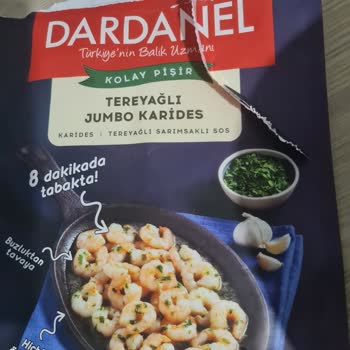 DARDANEL
Türkiye'nin Balık Uzmanı
KOLAY PİŞİR
TEREYAĞLI
JUMBO KARİDES
KARİDES | TEREYAĞLI SARIMSAKLI SOS
8 dakikada
tabakta!
Buzluktan
tavaya